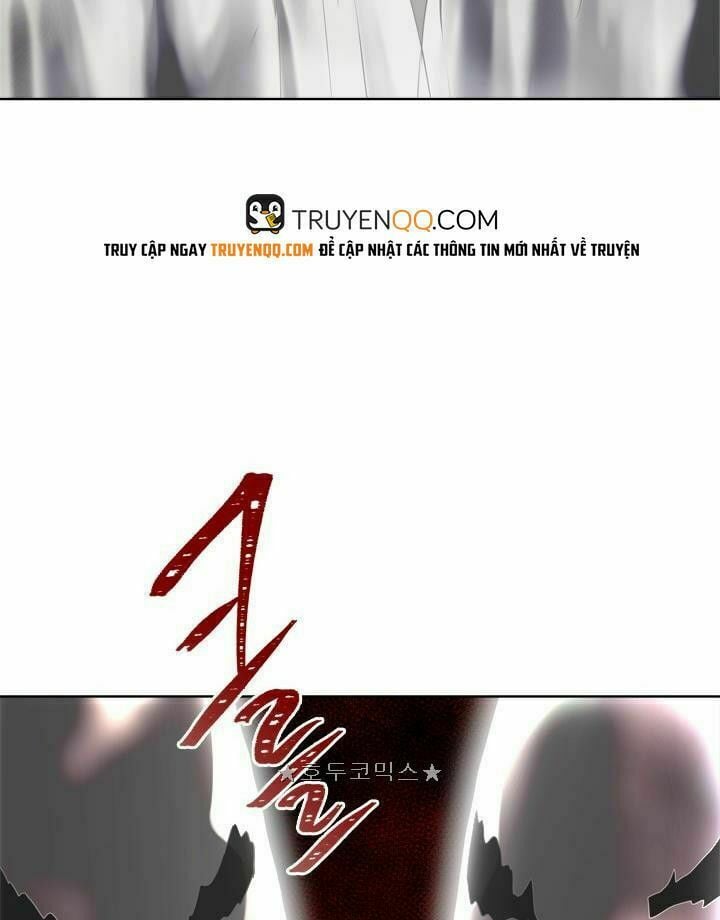 TRUYENQQ.COM
TRUY CẬP NGAY TRUYENQQ.COM ĐỂ CẬP NHẬT CÁC THÔNG TIN MỚI NHẤT VỀ TRUYỆN
★호두코믹스★